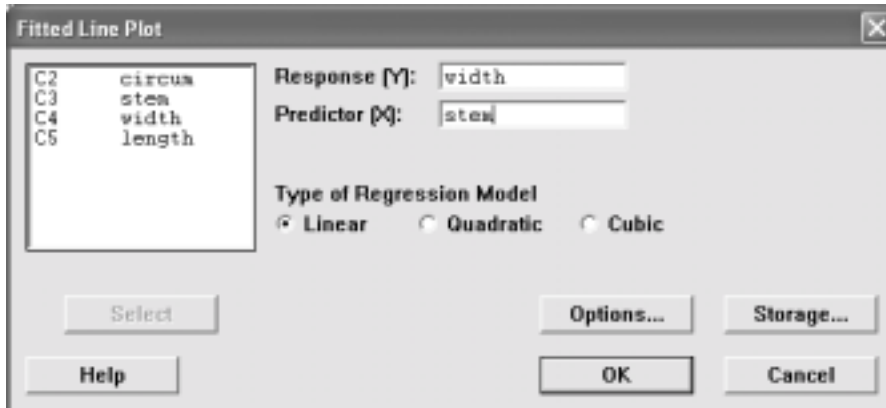 Fitted Line Plot
C2 circum
C3 stem
C4 width
C5 length
Response (Y): width
Predictor (X): stem
Type of Regression Model
Linear Quadratic Cubic
Select
Options... Storage...
Help OK Cancel